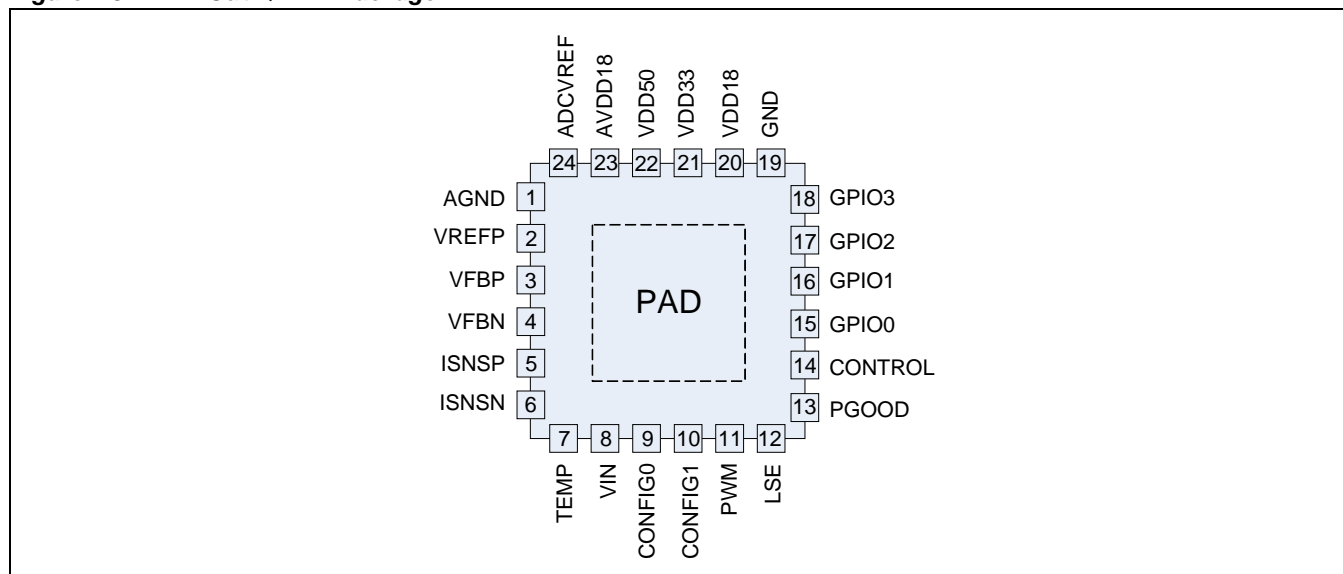 ADCVREF
AVDD18
VDD50
VDD33
VDD18
GND
24 23 22 21 20 19
AGND 1
VREFP 2
VFBP 3
VFBN 4
ISNSP 5
ISNSN 6
PAD
18 GPIO3
17 GPIO2
16 GPIO1
15 GPIO0
14 CONTROL
13 PGOOD
7 8 9 10 11 12
TEMP
VIN
CONFIG0
CONFIG1
PWM
LSE